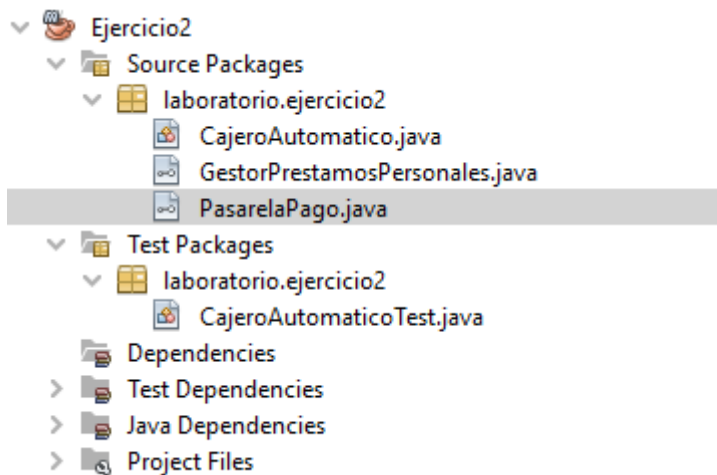 Ejercicio2
Source Packages
laboratorio.ejercicio2
CajeroAutomatico.java
GestorPrestamosPersonales.java
PasarelaPago.java
Test Packages
laboratorio.ejercicio2
CajeroAutomaticoTest.java
Dependencies
Test Dependencies
Java Dependencies
Project Files